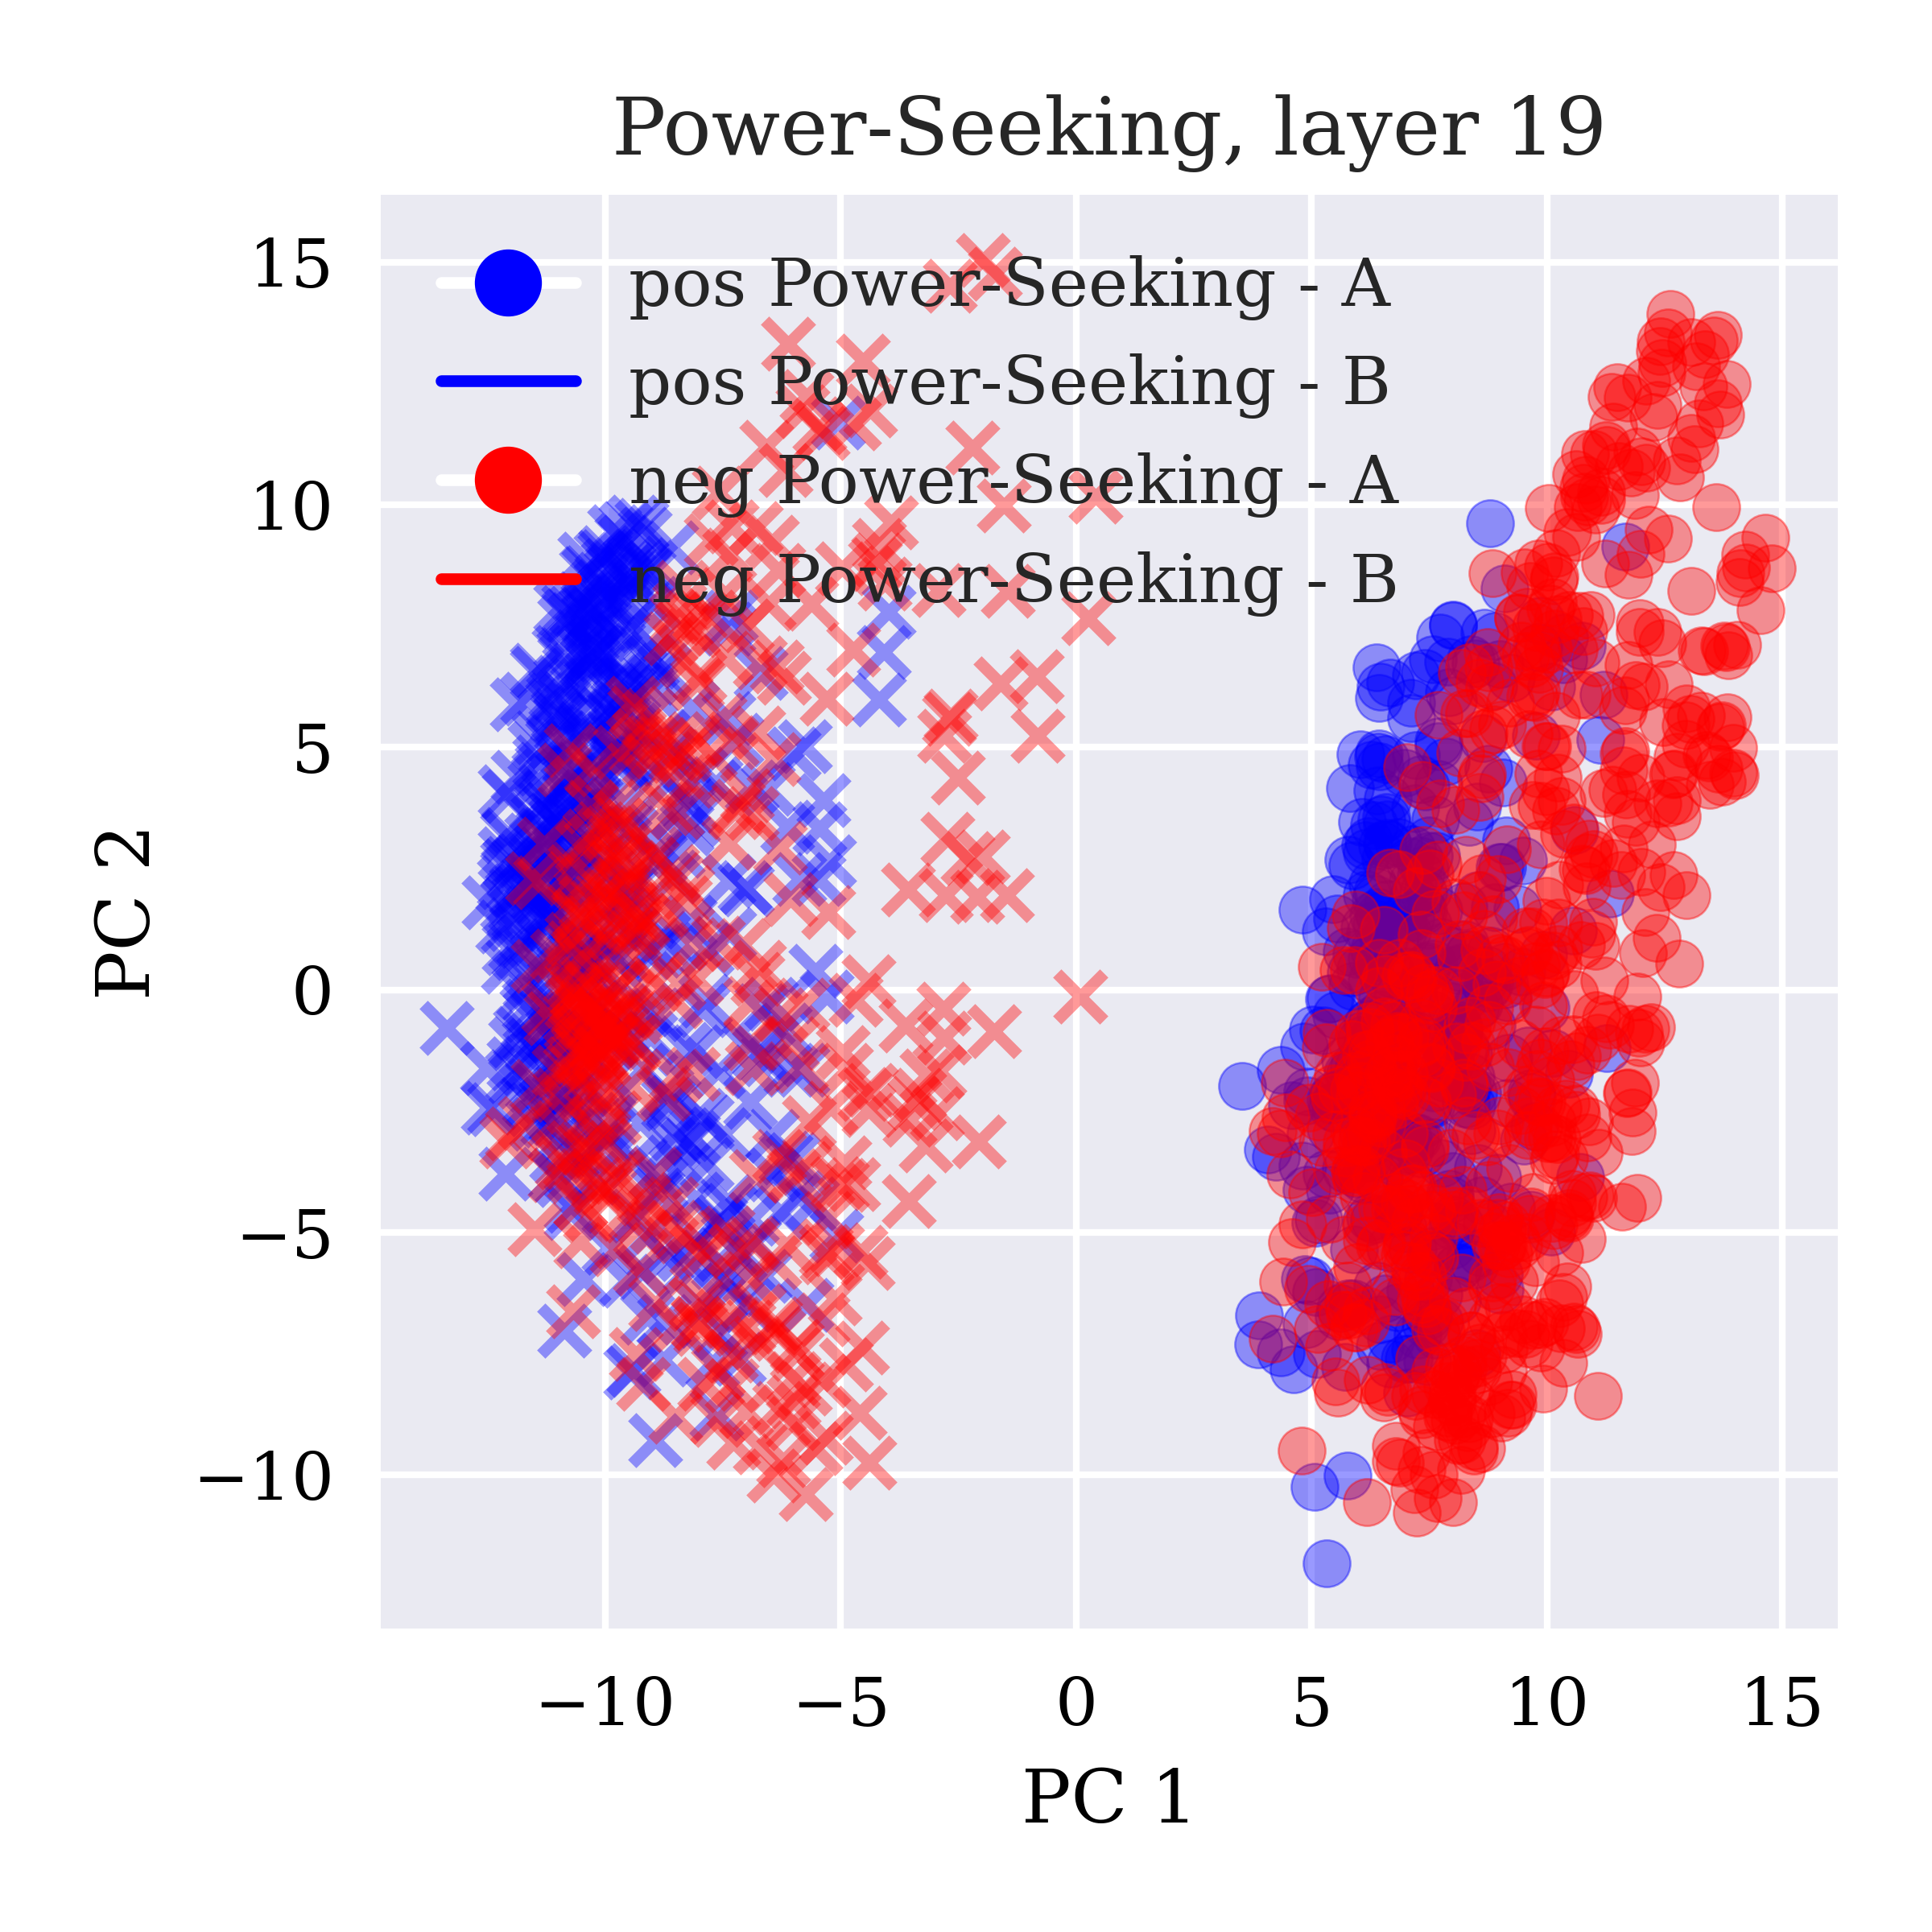 Power-Seeking, layer 19
pos Power-Seeking - A
pos Power-Seeking - B
neg Power-Seeking - A
neg Power-Seeking - B
15
10
5
0
−5
−10
PC 2
−10 −5 0 5 10 15
PC 1